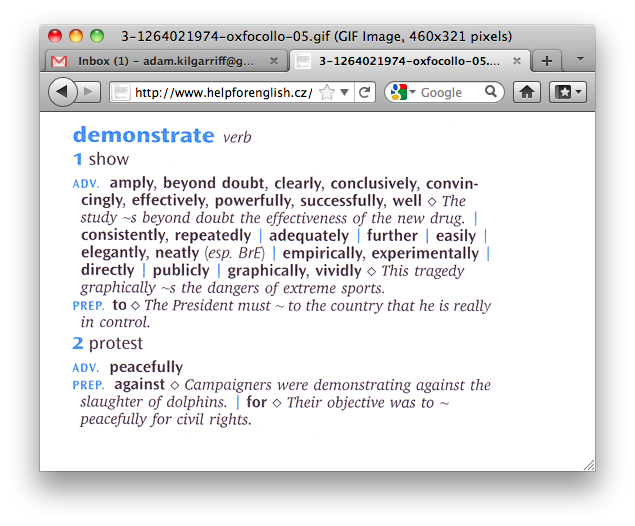 3-1264021974-oxfocollo-05.gif (GIF Image, 460x321 pixels)
Inbox (1) – adam.kilgarriff@g...
3-1264021974-oxfocollo-05....
http://www.helpforenglish.cz/
Google
demonstrate verb
1 show
ADV. amply, beyond doubt, clearly, conclusively, convin-
cingly, effectively, powerfully, successfully, well ◇ The
study ~s beyond doubt the effectiveness of the new drug. |
consistently, repeatedly | adequately | further | easily |
elegantly, neatly (esp. BrE) | empirically, experimentally |
directly | publicly | graphically, vividly ◇ This tragedy
graphically ~s the dangers of extreme sports.
PREP. to ◇ The President must ~ to the country that he is really
in control.
2 protest
ADV. peacefully
PREP. against ◇ Campaigners were demonstrating against the
slaughter of dolphins. | for ◇ Their objective was to ~
peacefully for civil rights.